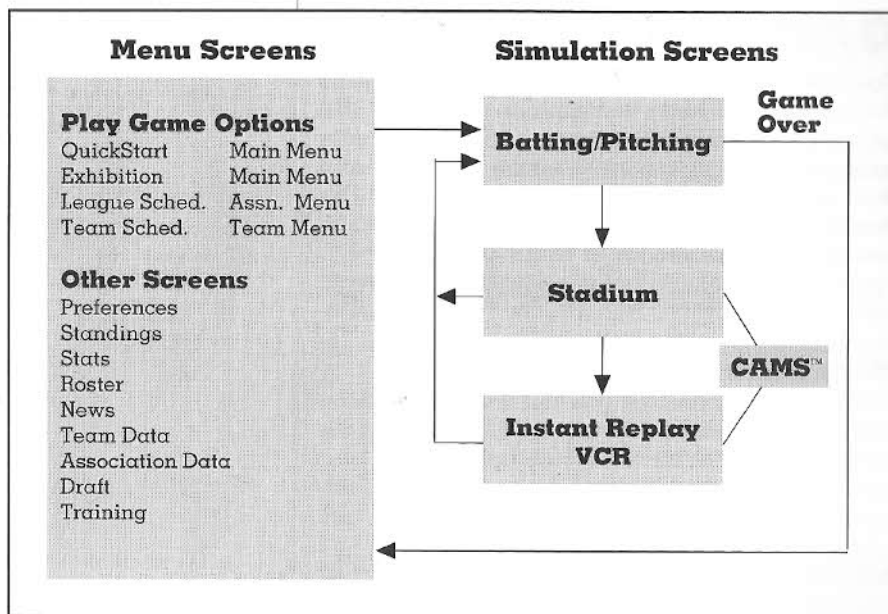 Menu Screens
Play Game Options
QuickStart Main Menu
Exhibition Main Menu
League Sched. Assn. Menu
Team Sched. Team Menu
Other Screens
Preferences
Standings
Stats
Roster
News
Team Data
Association Data
Draft
Training
Simulation Screens
Batting/Pitching
Game
Over
Stadium
CAMS™
Instant Replay
VCR